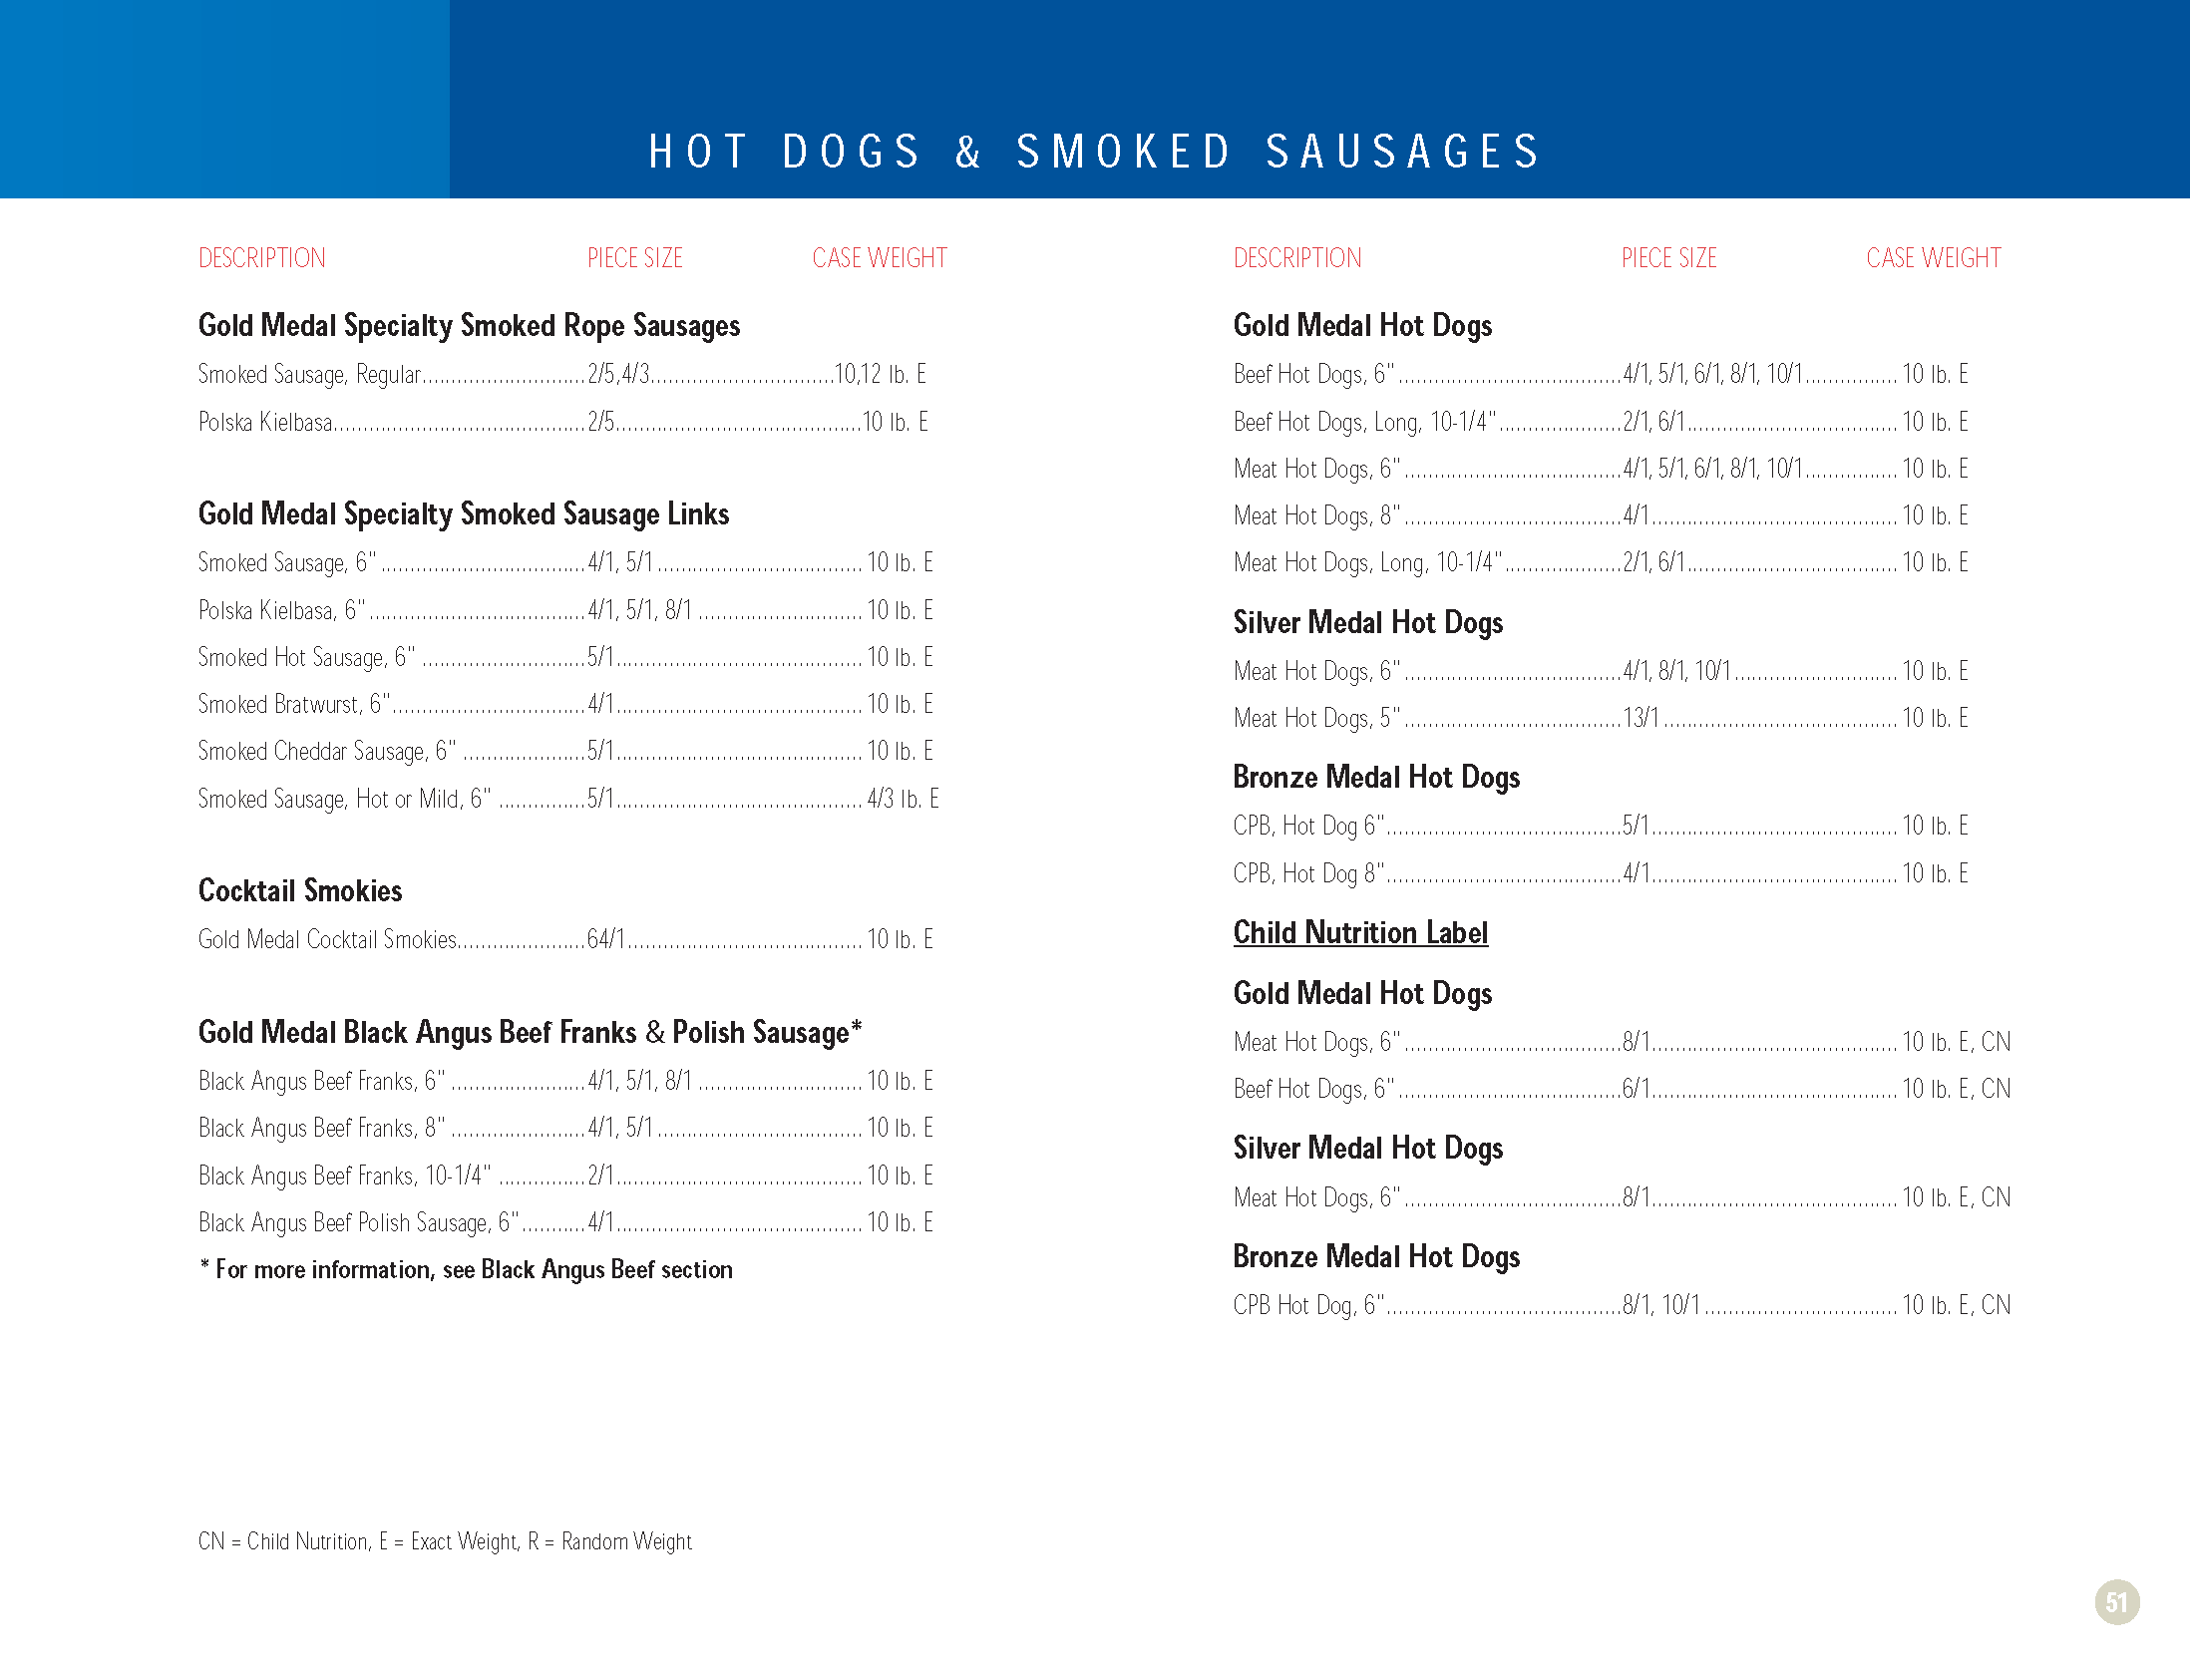 HOT DOGS & SMOKED SAUSAGES
DESCRIPTION PIECE SIZE CASE WEIGHT
Gold Medal Specialty Smoked Rope Sausages
Smoked Sausage, Regular............................2/5,4/3................................10,12 lb. E
Polska Kielbasa...........................................2/5..........................................10 lb. E
Gold Medal Specialty Smoked Sausage Links
Smoked Sausage, 6" ...................................4/1, 5/1 ................................... 10 lb. E
Polska Kielbasa, 6" .....................................4/1, 5/1, 8/1 ............................ 10 lb. E
Smoked Hot Sausage, 6" ............................5/1.......................................... 10 lb. E
Smoked Bratwurst, 6".................................4/1.......................................... 10 lb. E
Smoked Cheddar Sausage, 6" .....................5/1.......................................... 10 lb. E
Smoked Sausage, Hot or Mild, 6" ...............5/1.......................................... 4/3 lb. E
Cocktail Smokies
Gold Medal Cocktail Smokies......................64/1........................................ 10 lb. E
Gold Medal Black Angus Beef Franks & Polish Sausage*
Black Angus Beef Franks, 6" .......................4/1, 5/1, 8/1 ............................ 10 lb. E
Black Angus Beef Franks, 8" .......................4/1, 5/1 ................................... 10 lb. E
Black Angus Beef Franks, 10-1/4" ...............2/1.......................................... 10 lb. E
Black Angus Beef Polish Sausage, 6"...........4/1.......................................... 10 lb. E
* For more information, see Black Angus Beef section
DESCRIPTION PIECE SIZE CASE WEIGHT
Gold Medal Hot Dogs
Beef Hot Dogs, 6" ......................................4/1, 5/1, 6/1, 8/1, 10/1................ 10 lb. E
Beef Hot Dogs, Long, 10-1/4".....................2/1, 6/1.................................... 10 lb. E
Meat Hot Dogs, 6" .....................................4/1, 5/1, 6/1, 8/1, 10/1................ 10 lb. E
Meat Hot Dogs, 8" .....................................4/1.......................................... 10 lb. E
Meat Hot Dogs, Long, 10-1/4"....................2/1, 6/1.................................... 10 lb. E
Silver Medal Hot Dogs
Meat Hot Dogs, 6" .....................................4/1, 8/1, 10/1............................ 10 lb. E
Meat Hot Dogs, 5" .....................................13/1 ........................................ 10 lb. E
Bronze Medal Hot Dogs
CPB, Hot Dog 6"........................................5/1.......................................... 10 lb. E
CPB, Hot Dog 8"........................................4/1.......................................... 10 lb. E
Child Nutrition Label
Gold Medal Hot Dogs
Meat Hot Dogs, 6" .....................................8/1.......................................... 10 lb. E, CN
Beef Hot Dogs, 6" ......................................6/1.......................................... 10 lb. E, CN
Silver Medal Hot Dogs
Meat Hot Dogs, 6" .....................................8/1.......................................... 10 lb. E, CN
Bronze Medal Hot Dogs
CPB Hot Dog, 6"........................................8/1, 10/1 ................................. 10 lb. E, CN
CN = Child Nutrition, E = Exact Weight, R = Random Weight
51